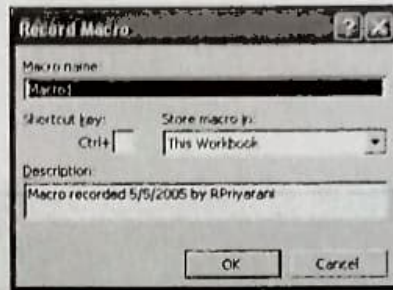 Record Macro
Macro name:
Macro1
Shortcut key:
Store macro in:
Ctrl+
This Workbook
Description:
Macro recorded 5/5/2005 by RPriyarani
OK
Cancel